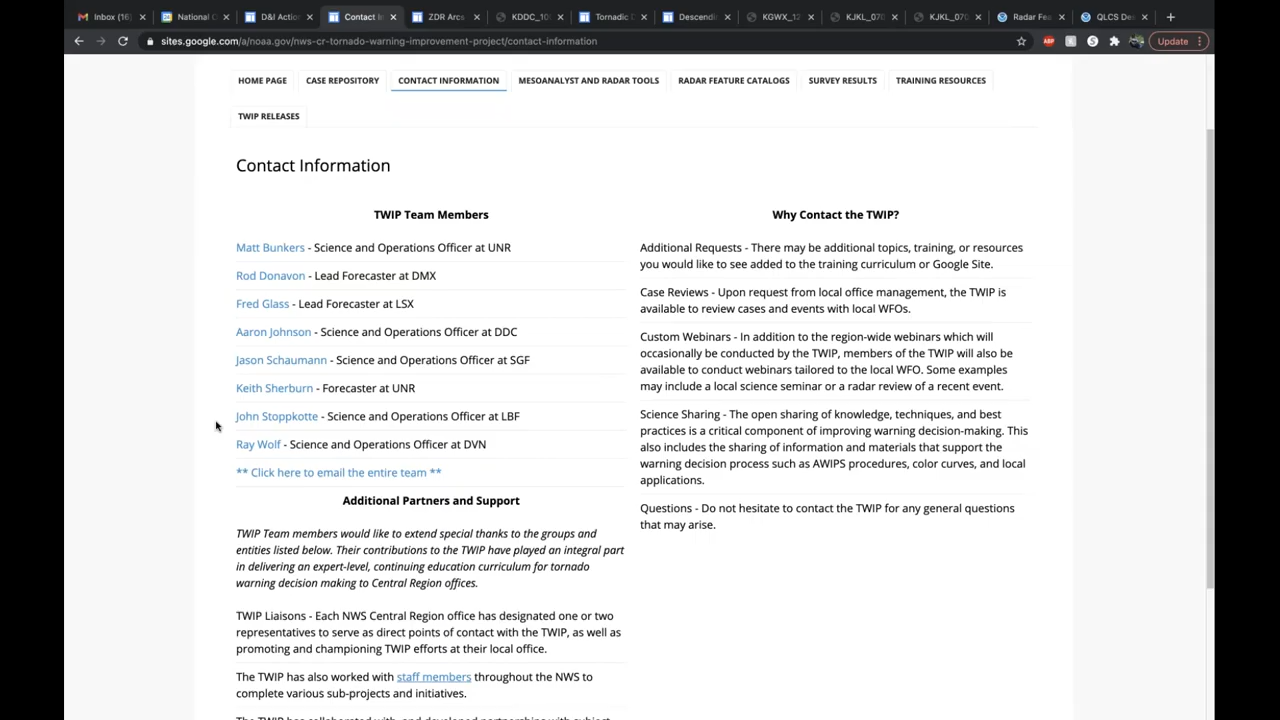 Inbox (16)
National O
D&I Action
Contact In
ZDR Arcs
KDDC_10
Tornadic D
Descendi
KGWX_12
KJKL_070
KJKL_070
Radar Fea
QLCS De
sites.google.com/a/noaa.gov/nws-cr-tornado-warning-improvement-project/contact-information
ABP
S
Update
HOME PAGE
CASE REPOSITORY
CONTACT INFORMATION
MESOANALYST AND RADAR TOOLS
RADAR FEATURE CATALOGS
SURVEY RESULTS
TRAINING RESOURCES
TWIP RELEASES
Contact Information
TWIP Team Members
Matt Bunkers - Science and Operations Officer at UNR
Rod Donavon - Lead Forecaster at DMX
Fred Glass - Lead Forecaster at LSX
Aaron Johnson - Science and Operations Officer at DDC
Jason Schaumann - Science and Operations Officer at SGF
Keith Sherburn - Forecaster at UNR
John Stoppkotte - Science and Operations Officer at LBF
Ray Wolf - Science and Operations Officer at DVN
** Click here to email the entire team **
Additional Partners and Support
TWIP Team members would like to extend special thanks to the groups and
entities listed below. Their contributions to the TWIP have played an integral part
in delivering an expert-level, continuing education curriculum for tornado
warning decision making to Central Region offices.
TWIP Liaisons - Each NWS Central Region office has designated one or two
representatives to serve as direct points of contact with the TWIP, as well as
promoting and championing TWIP efforts at their local office.
The TWIP has also worked with staff members throughout the NWS to
complete various sub-projects and initiatives.
The TWIP has collaborated with, and developed partnerships with subject
Why Contact the TWIP?
Additional Requests - There may be additional topics, training, or resources
you would like to see added to the training curriculum or Google Site.
Case Reviews - Upon request from local office management, the TWIP is
available to review cases and events with local WFOs.
Custom Webinars - In addition to the region-wide webinars which will
occasionally be conducted by the TWIP, members of the TWIP will also be
available to conduct webinars tailored to the local WFO. Some examples
may include a local science seminar or a radar review of a recent event.
Science Sharing - The open sharing of knowledge, techniques, and best
practices is a critical component of improving warning decision-making. This
also includes the sharing of information and materials that support the
warning decision process such as AWIPS procedures, color curves, and local
applications.
Questions - Do not hesitate to contact the TWIP for any general questions
that may arise.